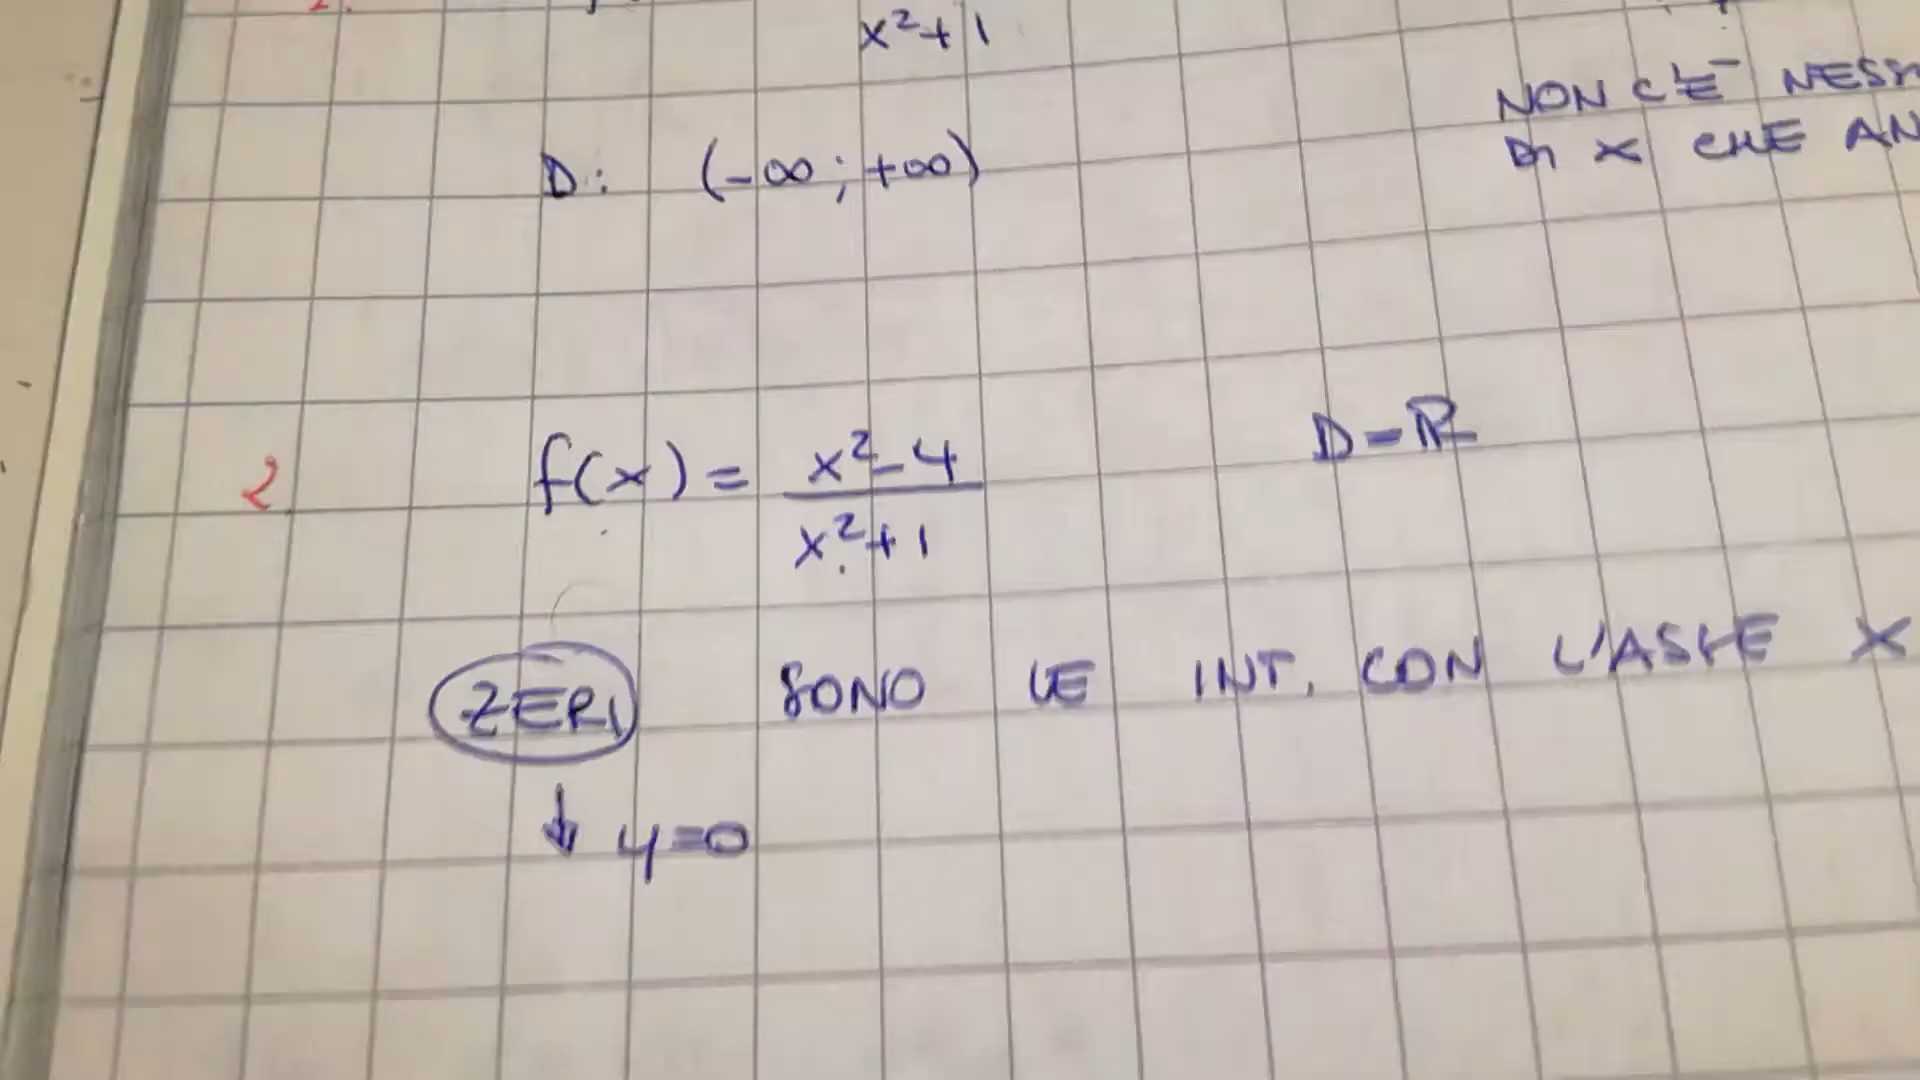 x²+1
NON C'È NESS
DI X CHE AN
D: (-∞; +∞)
2. f(x) = x²-4 D=R
x²+1
ZERI SONO LE INT. CON L'ASSE X
↓ y=0